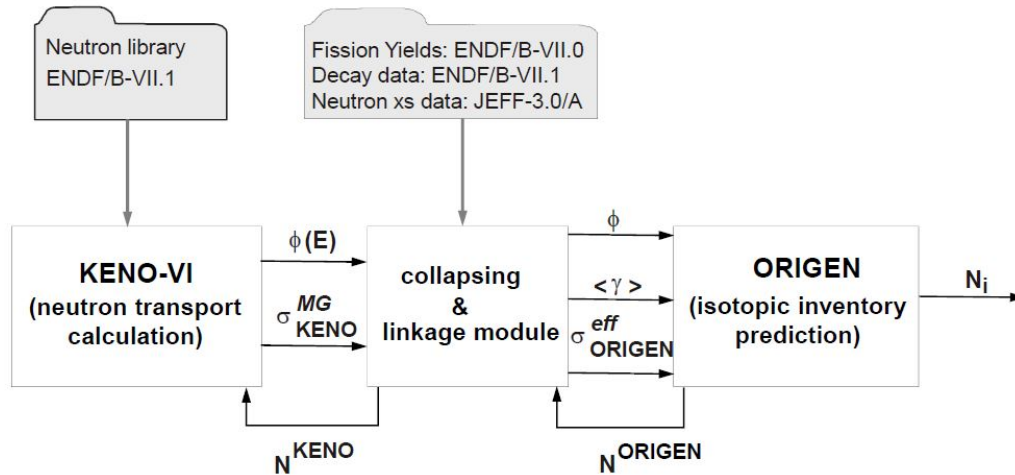 Neutron library
ENDF/B-VII.1
Fission Yields: ENDF/B-VII.0
Decay data: ENDF/B-VII.1
Neutron xs data: JEFF-3.0/A
KENO-VI
(neutron transport
calculation)
ϕ(E)
σ MG KENO
collapsing
&
linkage module
ϕ
<γ>
σ eff ORIGEN
ORIGEN
(isotopic inventory
prediction)
Ni
N KENO
N ORIGEN